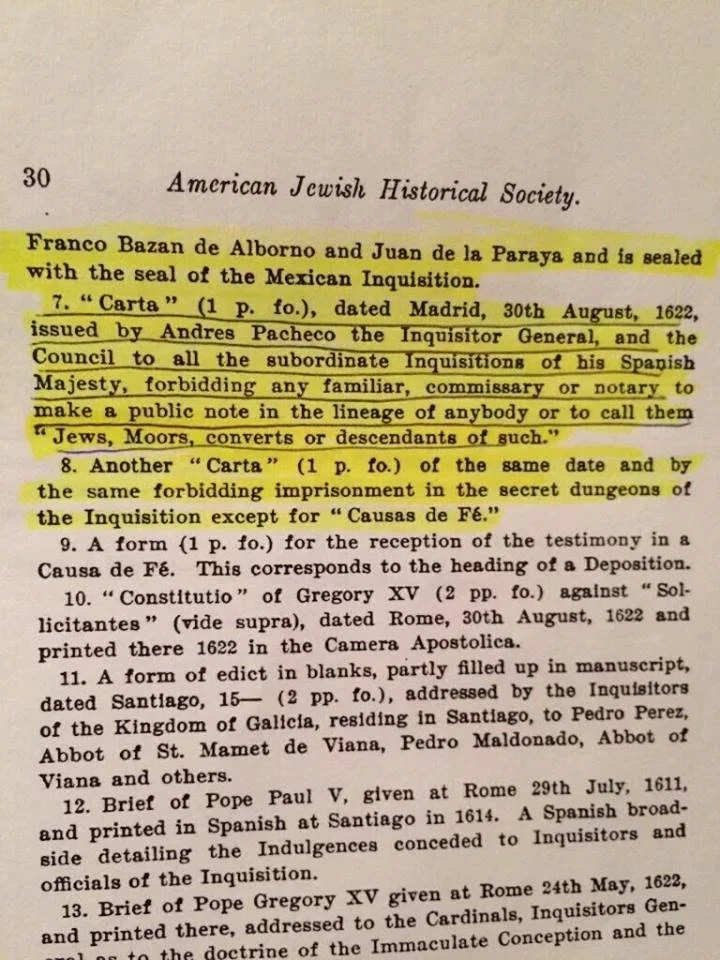 30
American Jewish Historical Society.
Franco Bazan de Alborno and Juan de la Paraya and is sealed
with the seal of the Mexican Inquisition.
7. "Carta" (1 p. fo.), dated Madrid, 30th August, 1622,
issued by Andres Pacheco the Inquisitor General, and the
Council to all the subordinate Inquisitions of his Spanish
Majesty, forbidding any familiar, commissary or notary to
make a public note in the lineage of anybody or to call them
"Jews, Moors, converts or descendants of such."
8. Another "Carta" (1 p. fo.) of the same date and by
the same forbidding imprisonment in the secret dungeons of
the Inquisition except for "Causas de Fé."
9. A form (1 p. fo.) for the reception of the testimony in a
Causa de Fé. This corresponds to the heading of a Deposition.
10. "Constitutio" of Gregory XV (2 pp. fo.) against "Sol-
licitantes" (vide supra), dated Rome, 30th August, 1622 and
printed there 1622 in the Camera Apostolica.
11. A form of edict in blanks, partly filled up in manuscript,
dated Santiago, 15— (2 pp. fo.), addressed by the Inquisitors
of the Kingdom of Galicia, residing in Santiago, to Pedro Perez,
Abbot of St. Mamet de Viana, Pedro Maldonado, Abbot of
Viana and others.
12. Brief of Pope Paul V, given at Rome 29th July, 1611,
and printed in Spanish at Santiago in 1614. A Spanish broad-
side detailing the Indulgences conceded to Inquisitors and
officials of the Inquisition.
13. Brief of Pope Gregory XV given at Rome 24th May, 1622,
and printed there, addressed to the Cardinals, Inquisitors Gen-
eral as to the doctrine of the Immaculate Conception and the